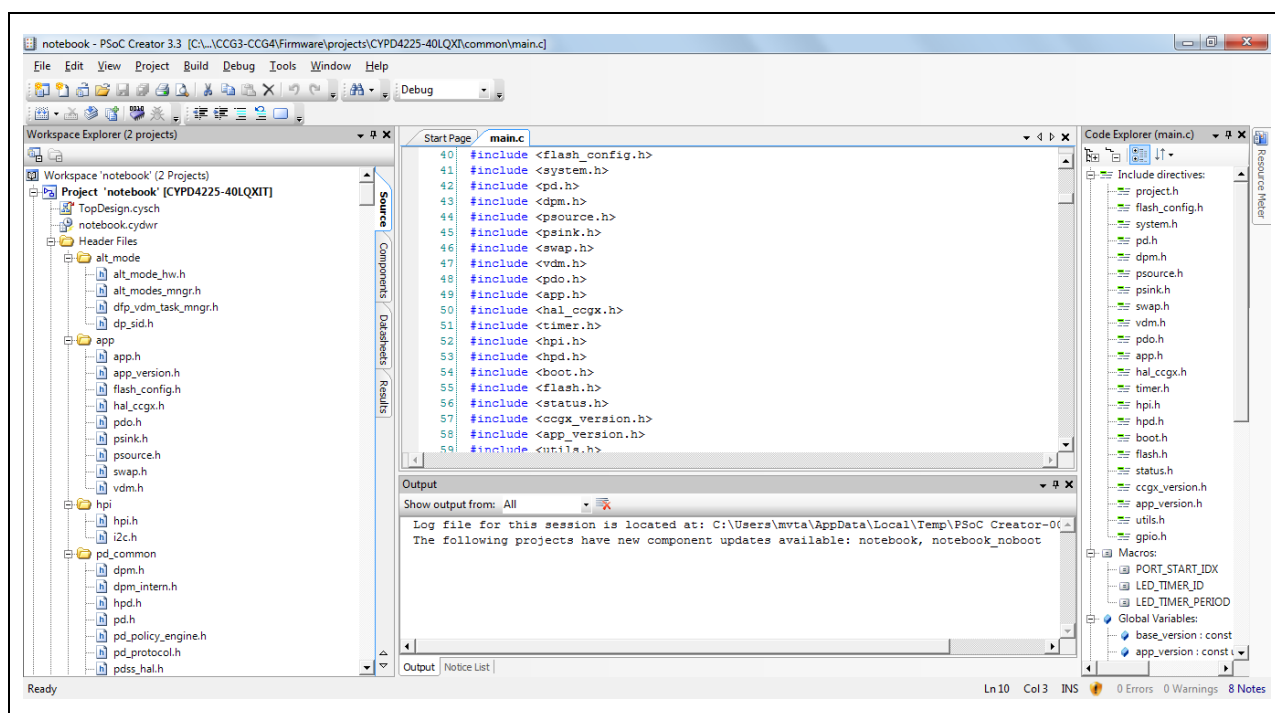 notebook - PSoC Creator 3.3 [C:\...\CCG3-CCG4\Firmware\projects\CYPD4225-40LQXI\common\main.c]
File Edit View Project Build Debug Tools Window Help
Debug
Workspace Explorer (2 projects)
Workspace 'notebook' (2 Projects)
Project 'notebook' [CYPD4225-40LQXIT]
TopDesign.cysch
notebook.cydwr
Header Files
alt_mode
alt_mode_hw.h
alt_modes_mngr.h
dfp_vdm_task_mngr.h
dp_sid.h
app
app.h
app_version.h
flash_config.h
hal_ccgx.h
pdo.h
psink.h
psource.h
swap.h
vdm.h
hpi
hpi.h
i2c.h
pd_common
dpm.h
dpm_intern.h
hpd.h
pd.h
pd_policy_engine.h
pd_protocol.h
pdss_hal.h
Source
Components
Datasheets
Results
Start Page main.c
40 #include <flash_config.h>
41 #include <system.h>
42 #include <pd.h>
43 #include <dpm.h>
44 #include <psource.h>
45 #include <psink.h>
46 #include <swap.h>
47 #include <vdm.h>
48 #include <pdo.h>
49 #include <app.h>
50 #include <hal_ccgx.h>
51 #include <timer.h>
52 #include <hpi.h>
53 #include <hpd.h>
54 #include <boot.h>
55 #include <flash.h>
56 #include <status.h>
57 #include <ccgx_version.h>
58 #include <app_version.h>
59 #include <utils.h>
Output
Show output from: All
Log file for this session is located at: C:\Users\mvta\AppData\Local\Temp\PSoC Creator-00
The following projects have new component updates available: notebook, notebook_noboot
Output Notice List
Code Explorer (main.c)
Include directives:
project.h
flash_config.h
system.h
pd.h
dpm.h
psource.h
psink.h
swap.h
vdm.h
pdo.h
app.h
hal_ccgx.h
timer.h
hpi.h
hpd.h
boot.h
flash.h
status.h
ccgx_version.h
app_version.h
utils.h
gpio.h
Macros:
PORT_START_IDX
LED_TIMER_ID
LED_TIMER_PERIOD
Global Variables:
base_version : const
app_version : const u
Resource Meter
Ready
Ln 10 Col 3 INS 0 Errors 0 Warnings 8 Notes